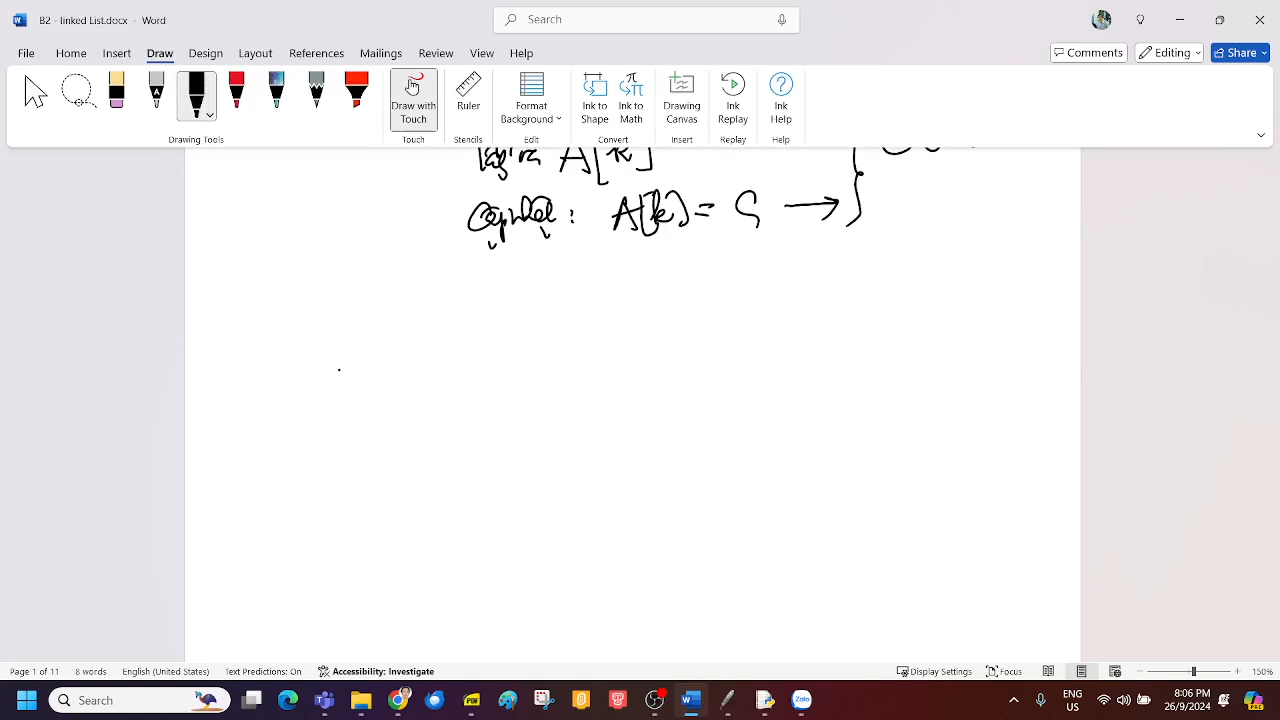 B2 - linked List.docx - Word
Search
File Home Insert Draw Design Layout References Mailings Review View Help
Comments Editing Share
Draw with Touch
Ruler
Format Background
Ink to Shape
Ink to Math
Drawing Canvas
Ink Replay
Ink Help
Drawing Tools Touch Stencils Edit Convert Insert Replay Help
A[k]
: A[k] = 
Page 1 of 11 8 words English (United States) Text Predictions: On Accessibility: Investigate Display Settings Focus 150%
Search ENG US 8:06 PM 26/9/2024